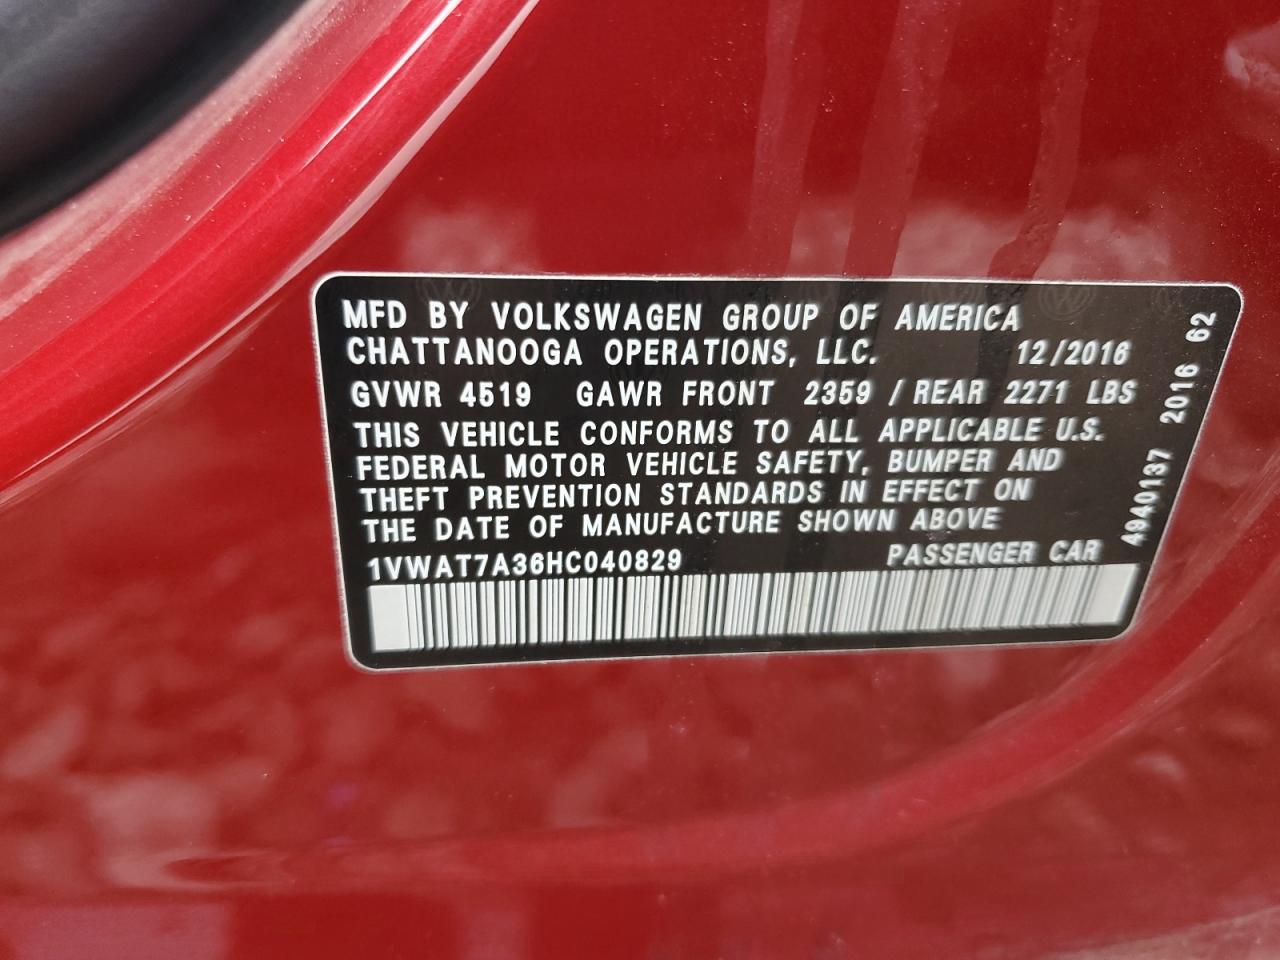 MFD BY VOLKSWAGEN GROUP OF AMERICA
CHATTANOOGA OPERATIONS, LLC. 12/2016
GVWR 4519 GAWR FRONT 2359 / REAR 2271 LBS
THIS VEHICLE CONFORMS TO ALL APPLICABLE U.S.
FEDERAL MOTOR VEHICLE SAFETY, BUMPER AND
THEFT PREVENTION STANDARDS IN EFFECT ON
THE DATE OF MANUFACTURE SHOWN ABOVE
1VWAT7A36HC040829 PASSENGER CAR
4940137 2016 62